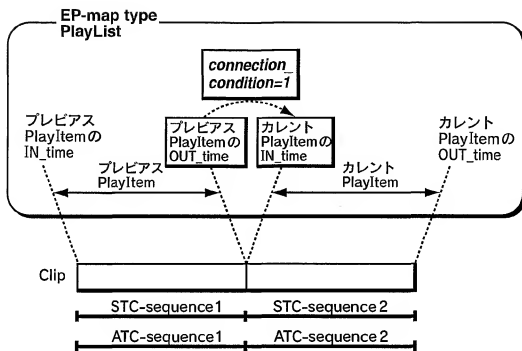 EP-map type
PlayList
connection_
condition=1
プレビアス
PlayItemの
IN_time
プレビアス
PlayItemの
OUT_time
カレント
PlayItemの
IN_time
カレント
PlayItemの
OUT_time
プレビアス
PlayItem
カレント
PlayItem
Clip
STC-sequence1
STC-sequence2
ATC-sequence1
ATC-sequence2